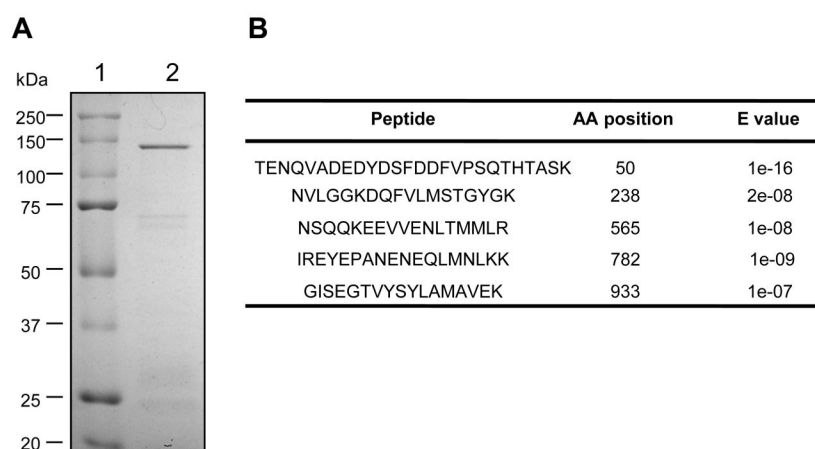 A
B
kDa
1 2
250
150
100
75
50
37
25
20
Peptide AA position E value
TENQVADEDYDSFDDFVPSQTHTASK 50 1e-16
NVLGGKDQFVLMSTGYGK 238 2e-08
NSQQKEEVVENLTMMLR 565 1e-08
IREYEPANENEQLMNLKK 782 1e-09
GISEGTVYSYLAMAVEK 933 1e-07